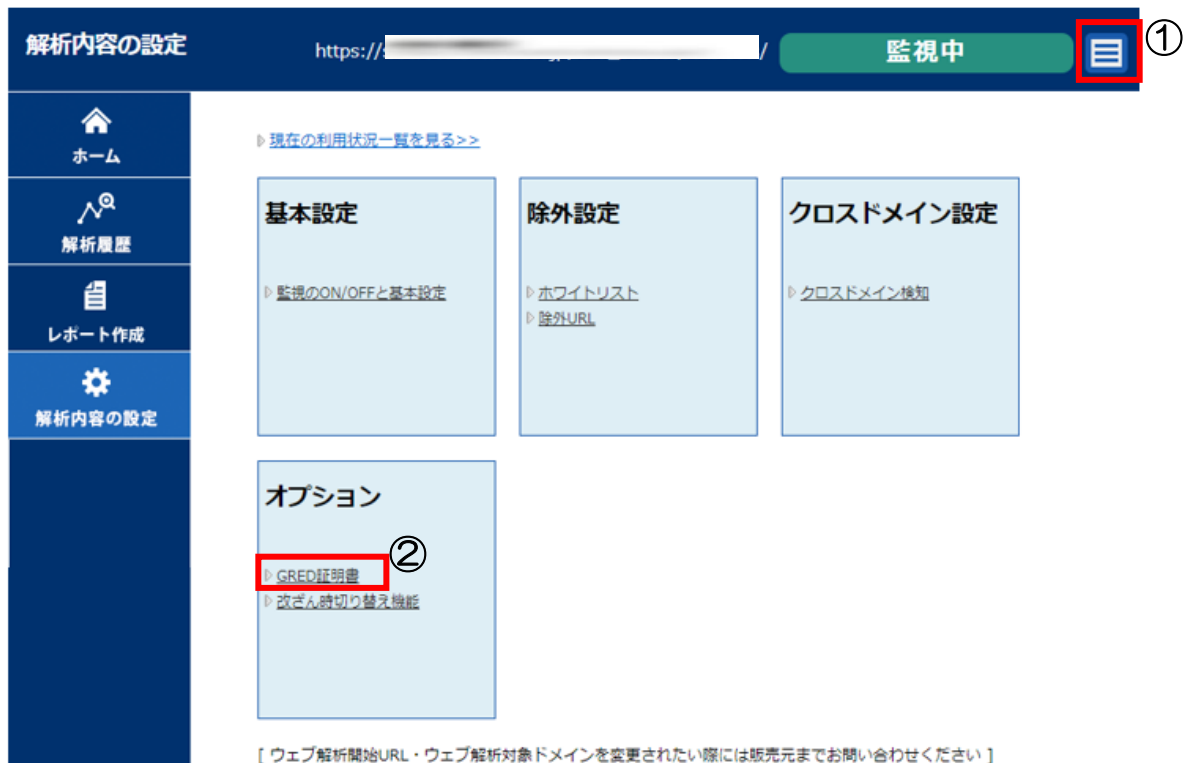 解析内容の設定
https://
/
監視中
①
ホーム
解析履歴
レポート作成
解析内容の設定
現在の利用状況一覧を見る>>
基本設定
監視のON/OFFと基本設定
除外設定
ホワイトリスト
除外URL
クロスドメイン設定
クロスドメイン検知
オプション
②
GRED証明書
改ざん時切り替え機能
[ ウェブ解析開始URL・ウェブ解析対象ドメインを変更されたい際には販売元までお問い合わせください ]